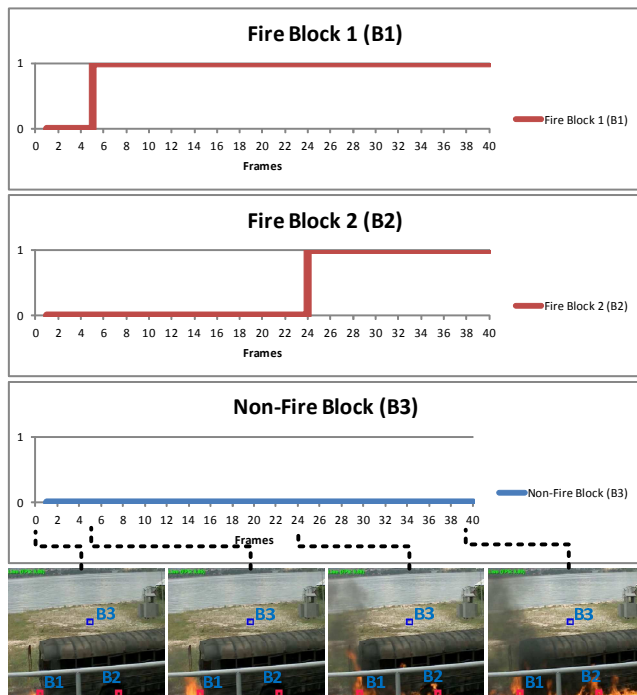 Fire Block 1 (B1)
1
0
0 2 4 6 8 10 12 14 16 18 20 22 24 26 28 30 32 34 36 38 40
Frames
Fire Block 1 (B1)
Fire Block 2 (B2)
1
0
0 2 4 6 8 10 12 14 16 18 20 22 24 26 28 30 32 34 36 38 40
Frames
Fire Block 2 (B2)
Non-Fire Block (B3)
1
0
0 2 4 6 8 10 12 14 16 18 20 22 24 26 28 30 32 34 36 38 40
Frames
Non-Fire Block (B3)
B3 B3 B3 B3
B1 B2 B1 B2 B1 B2 B1 B2